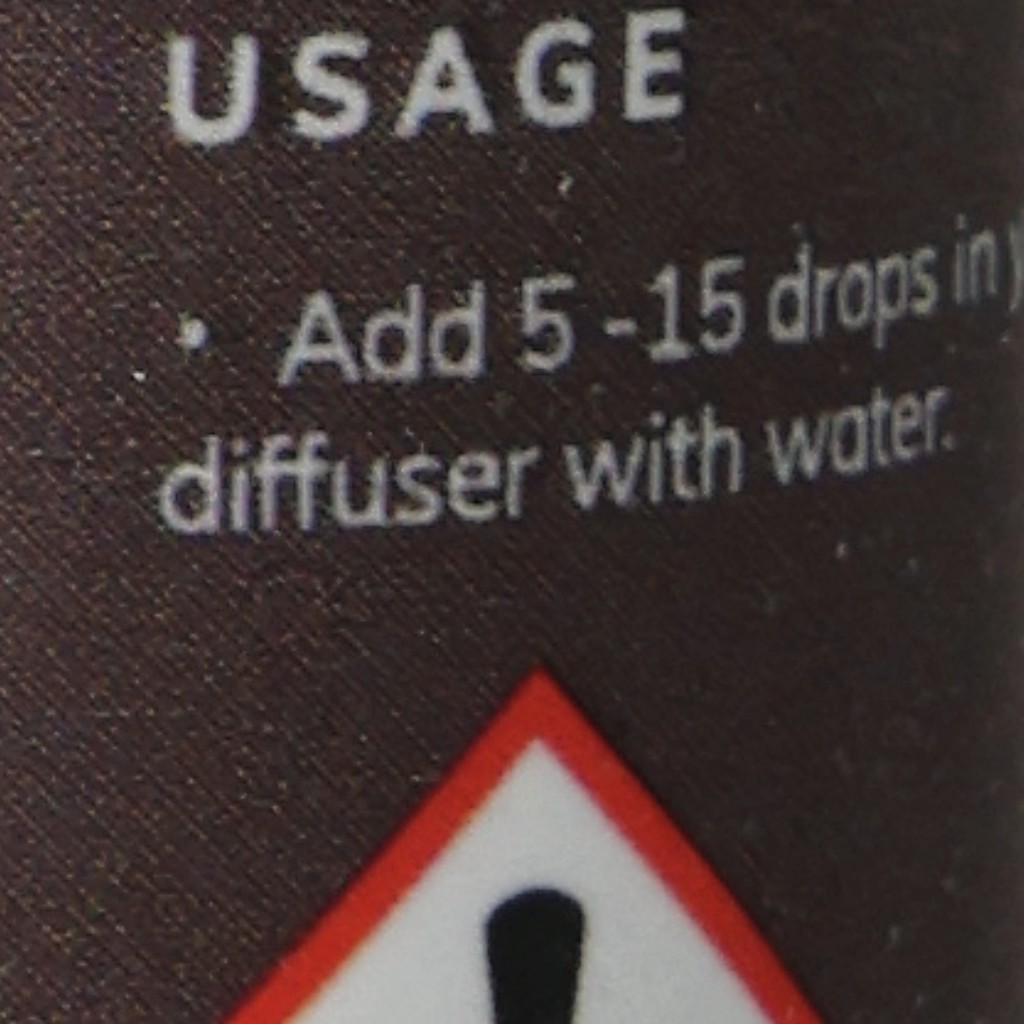 USAGE
• Add 5 -15 drops in
diffuser with water.